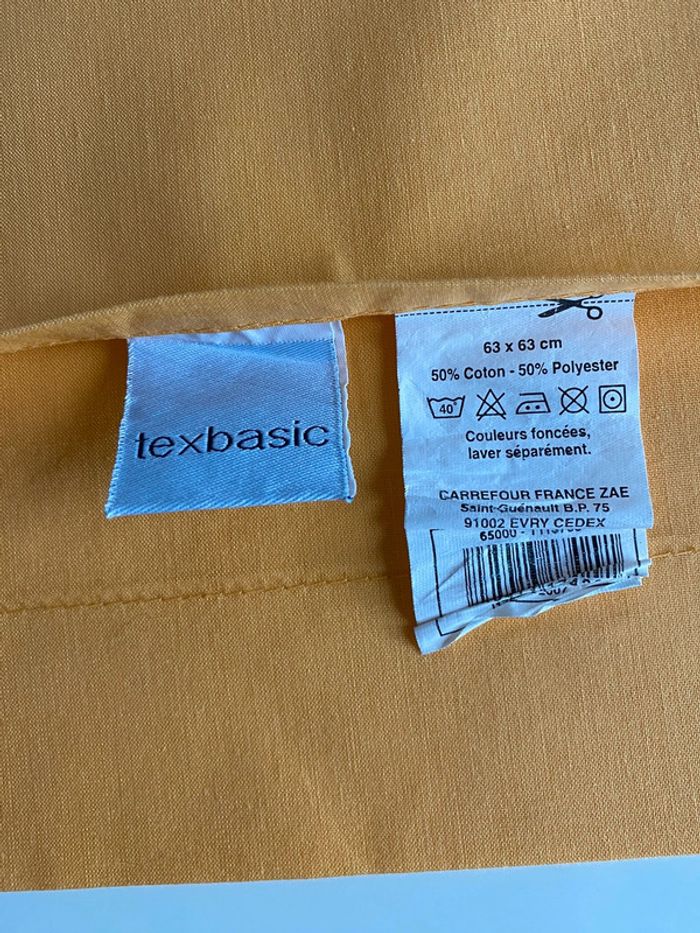 texbasic
63 x 63 cm
50% Coton - 50% Polyester
40°
Couleurs foncées,
laver séparément.
CARREFOUR FRANCE ZAE
Saint-Guénault B.P. 75
91002 EVRY CEDEX